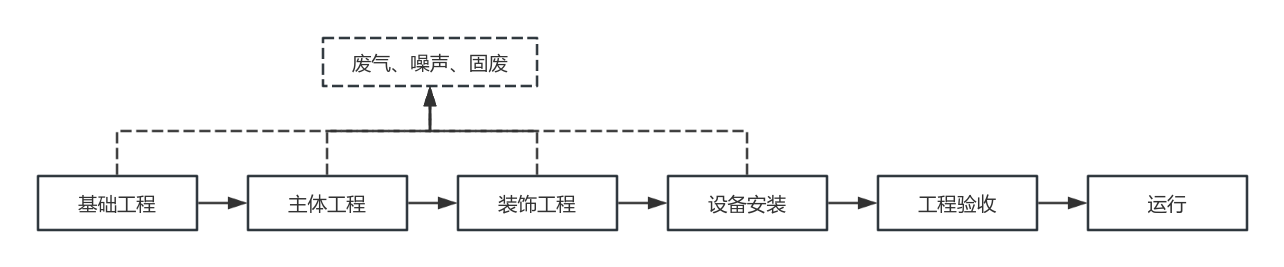 废气、噪声、固废
基础工程
主体工程
装饰工程
设备安装
工程验收
运行